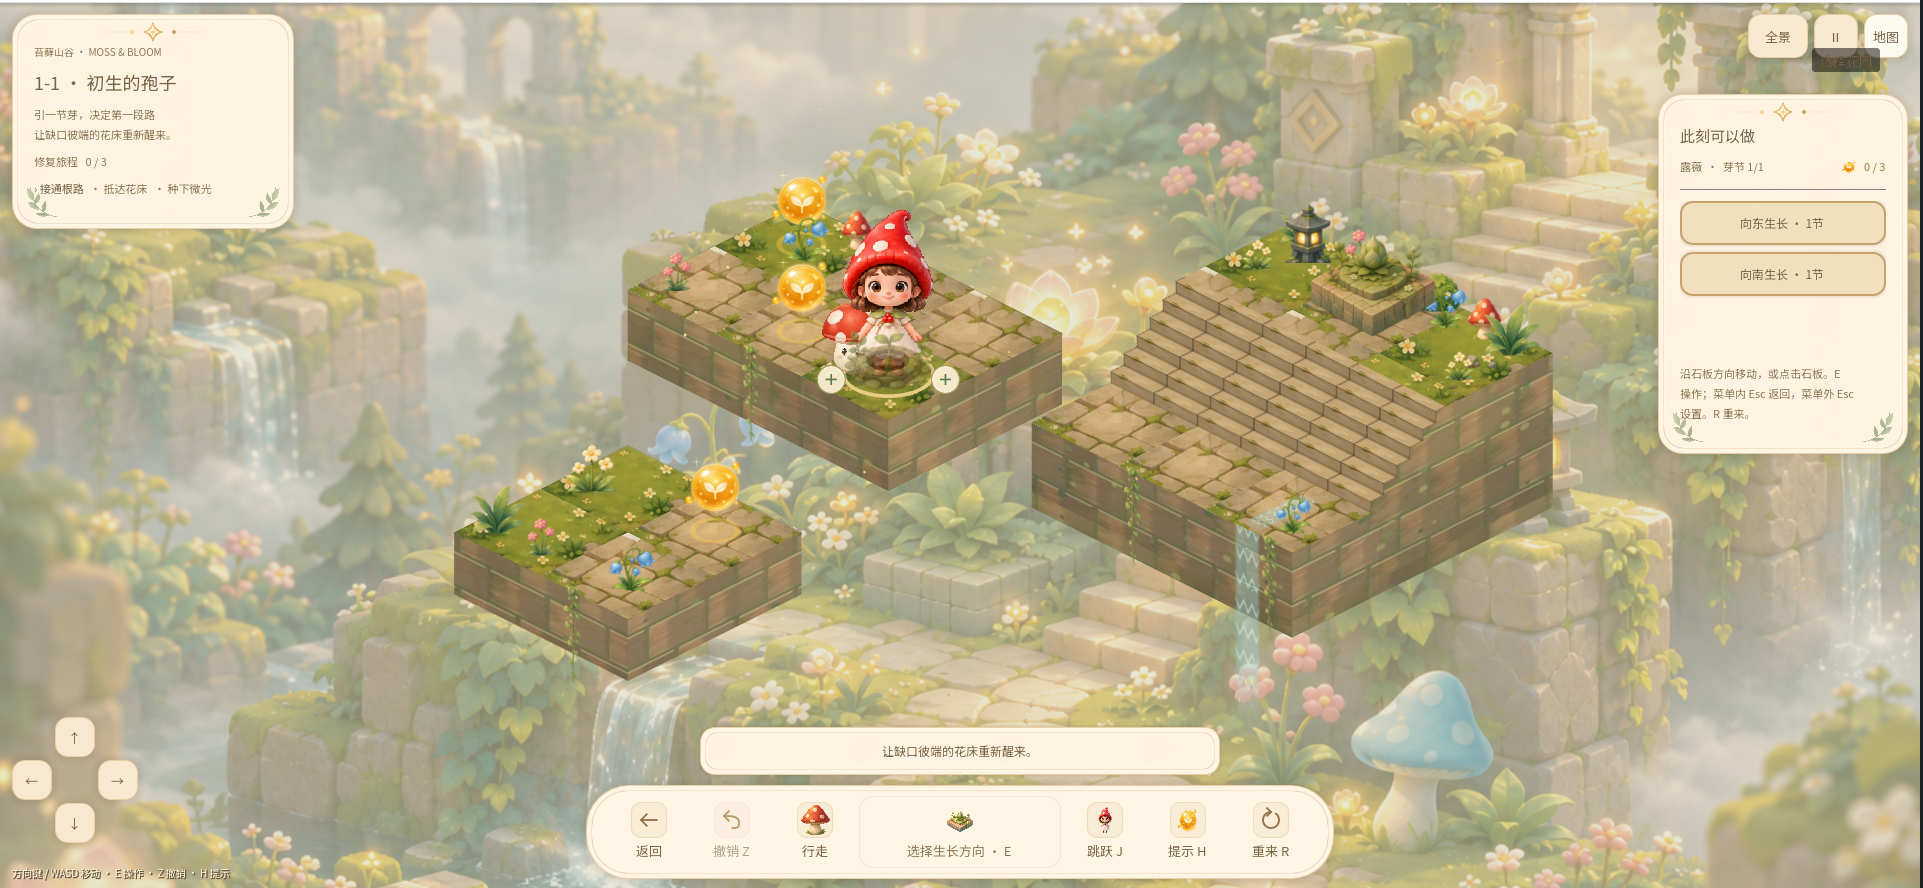 苔藓山谷 · MOSS & BLOOM
1-1 · 初生的孢子
引一节芽，决定第一段路
让缺口彼端的花床重新醒来。
修复旅程 0 / 3
· 接通根路 · 抵达花床 · 种下微光
全景
II
地图
此刻可以做
露薇 · 芽节 1/1
0 / 3
向东生长 · 1节
向南生长 · 1节
沿石板方向移动，或点击石板。E
操作；菜单内 Esc 返回，菜单外 Esc
设置。R 重来。
+ +
↑
← →
↓
让缺口彼端的花床重新醒来。
返回
撤销 Z
行走
选择生长方向 · E
跳跃 J
提示 H
重来 R
方向键 / WASD 移动 · E 操作 · Z 撤销 · H 提示